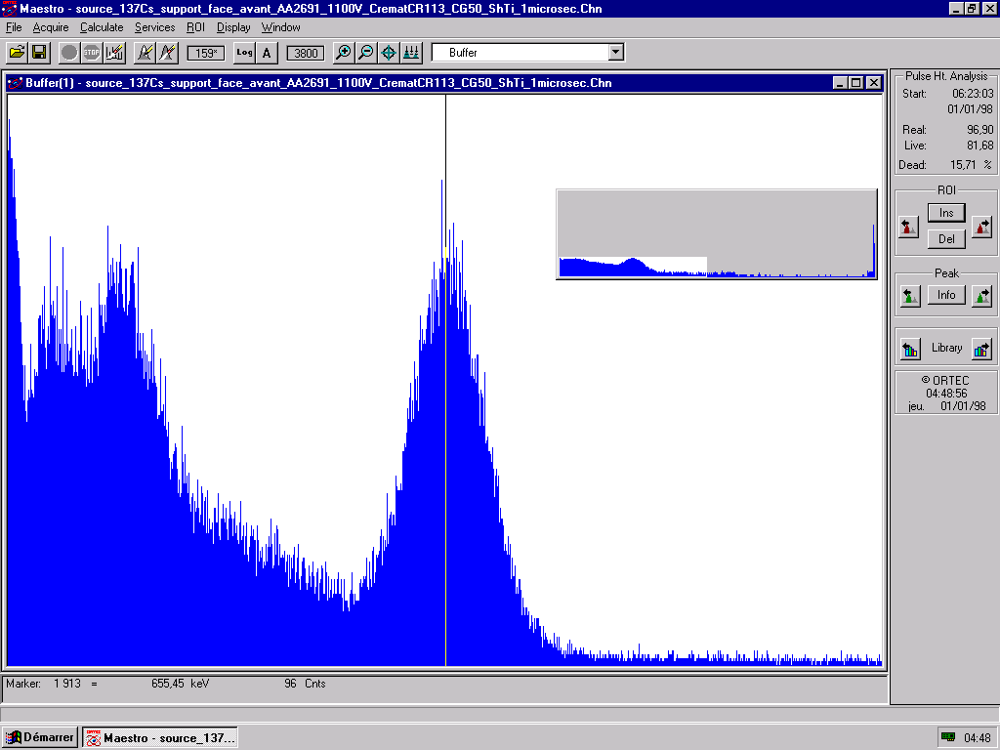 Maestro - source_137Cs_support_face_avant_AA2691_1100V_CrematCR113_CG50_ShTi_1microsec.Chn
File Acquire Calculate Services ROI Display Window
STOP 159* Log A 3800 Buffer
Buffer(1) - source_137Cs_support_face_avant_AA2691_1100V_CrematCR113_CG50_ShTi_1microsec.Chn
Pulse Ht. Analysis
Start: 06:23:03
01/01/98
Real: 96,90
Live: 81,68
Dead: 15,71 %
ROI
Ins
Del
Peak
Info
Library
© ORTEC
04:48:56
jeu. 01/01/98
Marker: 1 913 = 655,45 keV 96 Cnts
Démarrer
Maestro - source_137...
04:48